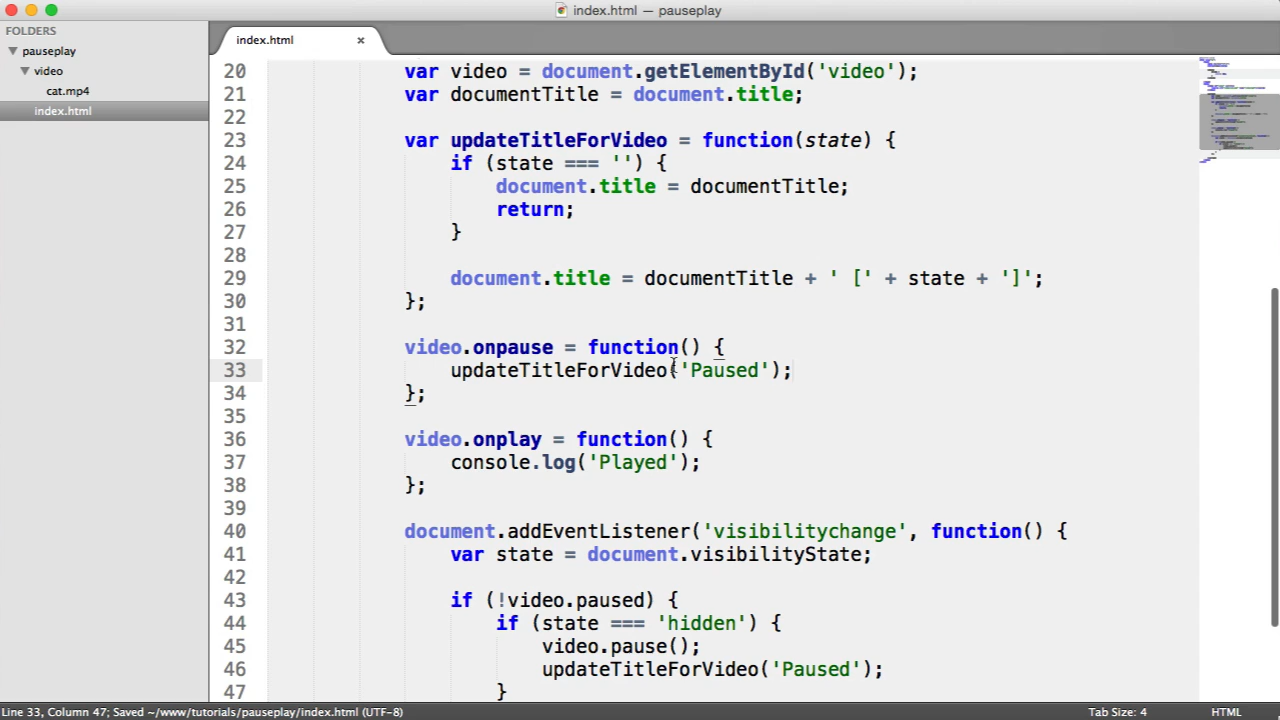 index.html — pauseplay
FOLDERS
pauseplay
video
cat.mp4
index.html
index.html ×
20 var video = document.getElementById('video');
21 var documentTitle = document.title;
22
23 var updateTitleForVideo = function(state) {
24 if (state === '') {
25 document.title = documentTitle;
26 return;
27 }
28
29 document.title = documentTitle + ' [' + state + ']';
30 };
31
32 video.onpause = function() {
33 updateTitleForVideo('Paused');
34 };
35
36 video.onplay = function() {
37 console.log('Played');
38 };
39
40 document.addEventListener('visibilitychange', function() {
41 var state = document.visibilityState;
42
43 if (!video.paused) {
44 if (state === 'hidden') {
45 video.pause();
46 updateTitleForVideo('Paused');
47 }
Line 33, Column 47; Saved ~/www/tutorials/pauseplay/index.html (UTF-8)
Tab Size: 4
HTML